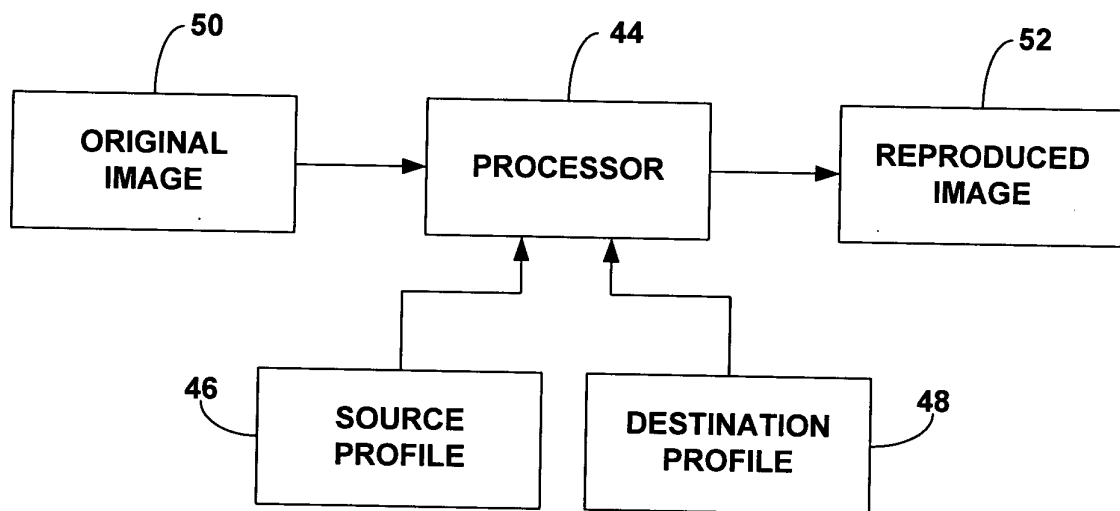 50
44
52
ORIGINAL
IMAGE
PROCESSOR
REPRODUCED
IMAGE
46
SOURCE
PROFILE
DESTINATION
PROFILE
48